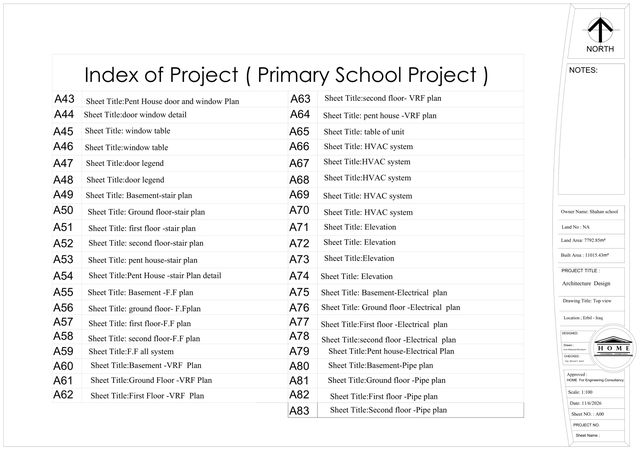 NORTH
NOTES:
Index of Project ( Primary School Project )
A43 Sheet Title:Pent House door and window Plan
A44 Sheet Title:door window detail
A45 Sheet Title: window table
A46 Sheet Title:window table
A47 Sheet Title:door legend
A48 Sheet Title:door legend
A49 Sheet Title: Basement-stair plan
A50 Sheet Title: Ground floor-stair plan
A51 Sheet Title: first floor -stair plan
A52 Sheet Title: second floor-stair plan
A53 Sheet Title: pent house-stair plan
A54 Sheet Title:Pent House -stair Plan detail
A55 Sheet Title: Basement -F.F plan
A56 Sheet Title: ground floor- F.Fplan
A57 Sheet Title: first floor-F.F plan
A58 Sheet Title: second floor-F.F plan
A59 Sheet Title:F.F all system
A60 Sheet Title:Basement -VRF Plan
A61 Sheet Title:Ground Floor -VRF Plan
A62 Sheet Title:First Floor -VRF Plan
A63 Sheet Title:second floor- VRF plan
A64 Sheet Title: pent house -VRF plan
A65 Sheet Title: table of unit
A66 Sheet Title: HVAC system
A67 Sheet Title:HVAC system
A68 Sheet Title:HVAC system
A69 Sheet Title: HVAC system
A70 Sheet Title: HVAC system
A71 Sheet Title: Elevation
A72 Sheet Title: Elevation
A73 Sheet Title:Elevation
A74 Sheet Title: Elevation
A75 Sheet Title: Basement-Electrical plan
A76 Sheet Title: Ground floor -Electrical plan
A77 Sheet Title:First floor -Electrical plan
A78 Sheet Title:second floor -Electrical plan
A79 Sheet Title:Pent house-Electrical Plan
A80 Sheet Title:Basement-Pipe plan
A81 Sheet Title:Ground floor -Pipe plan
A82 Sheet Title:First floor -Pipe plan
A83 Sheet Title:Second floor -Pipe plan
Owner Name: Shahan school
Land No : NA
Land Area: 7792.85m²
Built Area : 11015.43m²
PROJECT TITLE :
Architecture Design
Drawing Title: Top view
Location ; Erbil - Iraq
DESIGNED
CHECKED
HOME
Approved :
HOME For Engineering Consultancy
Scale: 1:100
Date: 11/6/2026
Sheet NO. : A00
PROJECT NO.
Sheet Name :